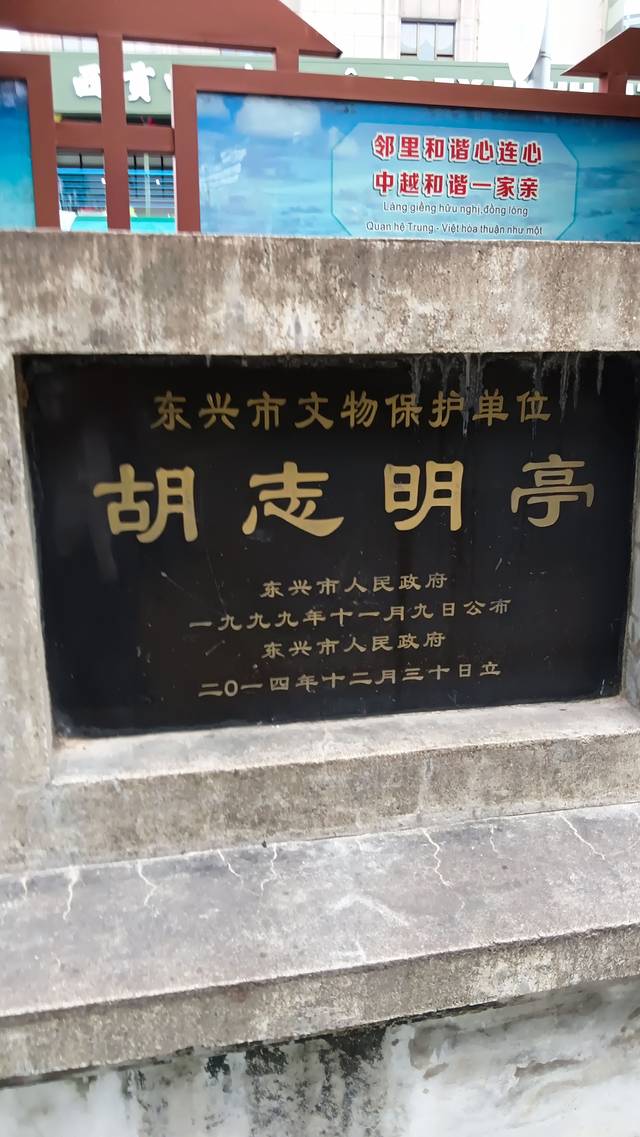 西贡
邻里和谐心连心
中越和谐一家亲
Láng giềng hữu nghị, đồng lòng
Quan hệ Trung - Việt hòa thuận như một
东兴市文物保护单位
胡志明亭
东兴市人民政府
一九九九年十一月九日公布
东兴市人民政府
二〇一四年十二月三十日立